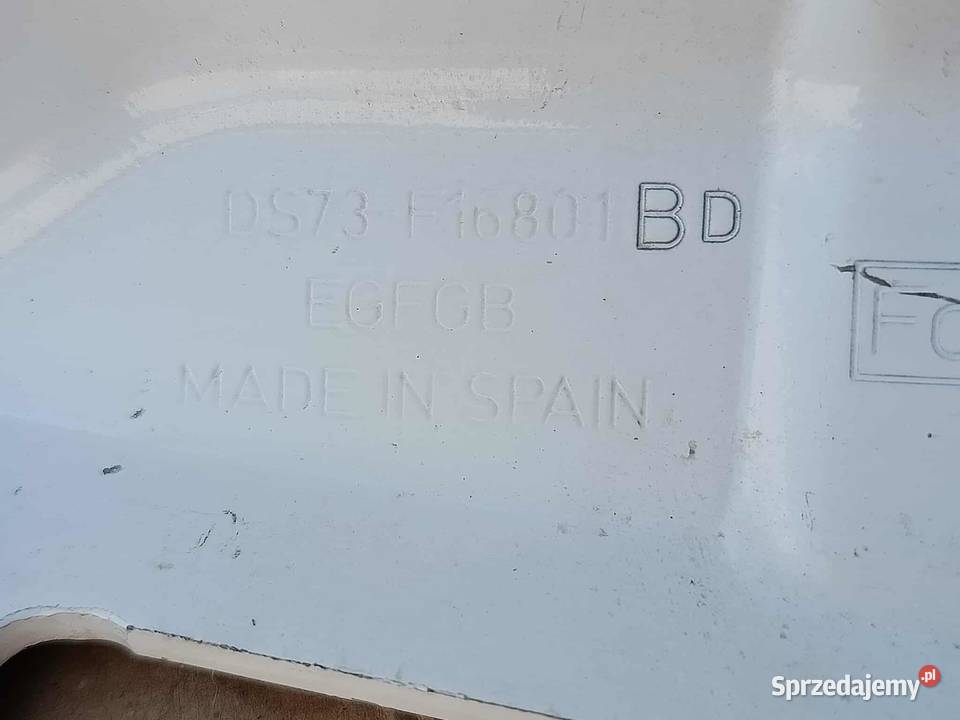 DS73 F16801 BD
EGFGB
MADE IN SPAIN
Sprzedajemy.pl